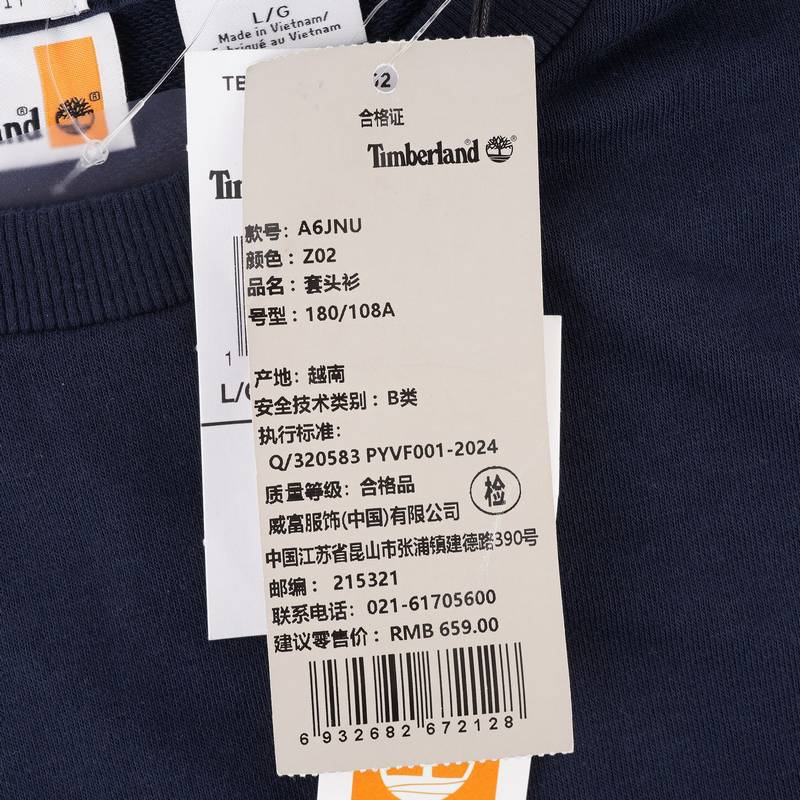 L/G
Made in Vietnam/
Fabriqué au Vietnam
合格证
Timberland
款号: A6JNU
颜色: Z02
品名: 套头衫
号型: 180/108A
产地: 越南
安全技术类别: B类
执行标准:
Q/320583 PYVF001-2024
质量等级: 合格品
检
威富服饰(中国)有限公司
中国江苏省昆山市张浦镇建德路390号
邮编: 215321
联系电话: 021-61705600
建议零售价: RMB 659.00
6 932682 672128